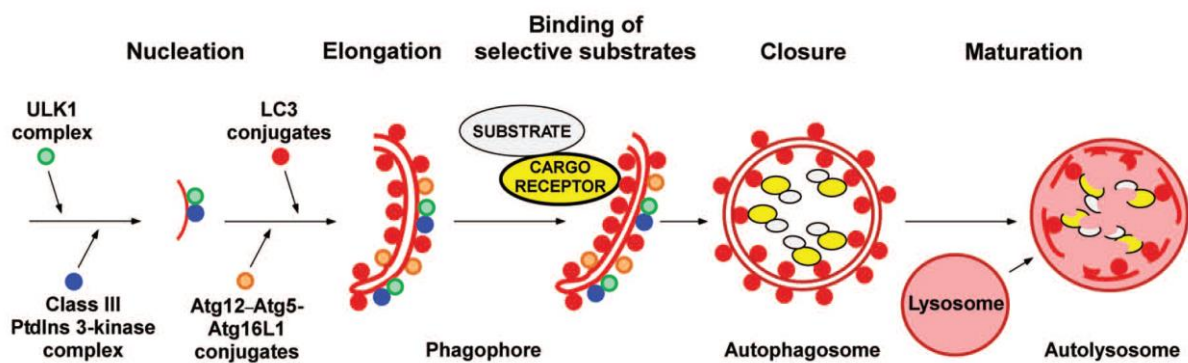 Nucleation
Elongation
Binding of
selective substrates
Closure
Maturation
ULK1
complex
LC3
conjugates
SUBSTRATE
CARGO
RECEPTOR
Class III
PtdIns 3-kinase
complex
Atg12–Atg5-
Atg16L1
conjugates
Phagophore
Autophagosome
Lysosome
Autolysosome